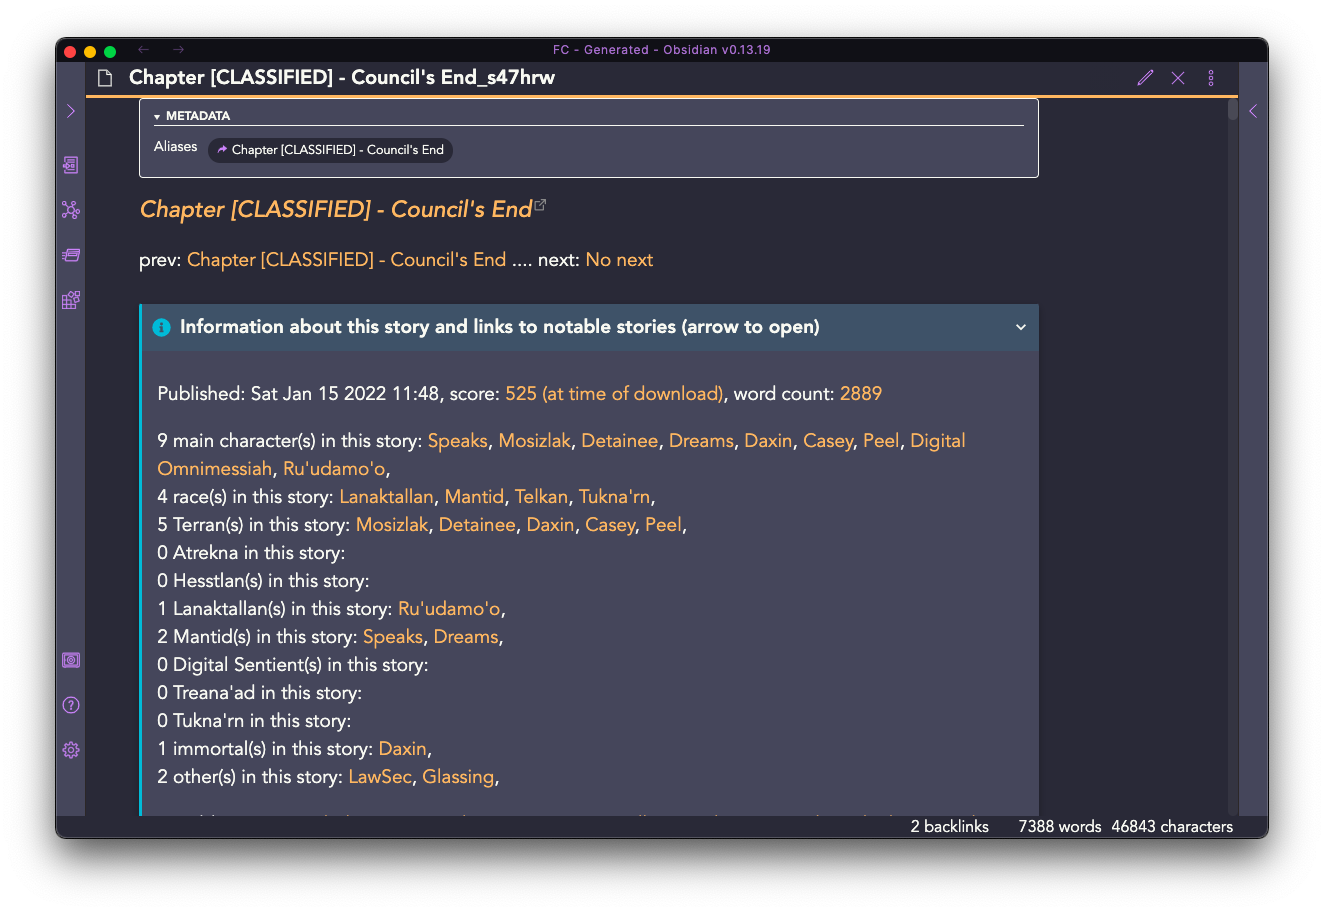 FC - Generated - Obsidian v0.13.19
Chapter [CLASSIFIED] - Council's End_s47hrw
METADATA
Aliases Chapter [CLASSIFIED] - Council's End
Chapter [CLASSIFIED] - Council's End
prev: Chapter [CLASSIFIED] - Council's End .... next: No next
Information about this story and links to notable stories (arrow to open)
Published: Sat Jan 15 2022 11:48, score: 525 (at time of download), word count: 2889
9 main character(s) in this story: Speaks, Mosizlak, Detainee, Dreams, Daxin, Casey, Peel, Digital
Omnimessiah, Ru'udamo'o,
4 race(s) in this story: Lanaktallan, Mantid, Telkan, Tukna'rn,
5 Terran(s) in this story: Mosizlak, Detainee, Daxin, Casey, Peel,
0 Atrekna in this story:
0 Hesstlan(s) in this story:
1 Lanaktallan(s) in this story: Ru'udamo'o,
2 Mantid(s) in this story: Speaks, Dreams,
0 Digital Sentient(s) in this story:
0 Treana'ad in this story:
0 Tukna'rn in this story:
1 immortal(s) in this story: Daxin,
2 other(s) in this story: LawSec, Glassing,
2 backlinks 7388 words 46843 characters